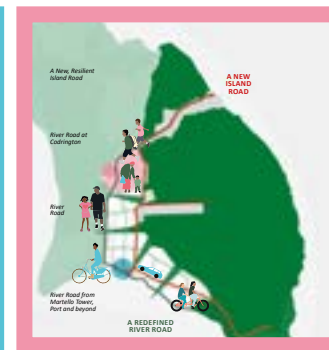 A New, Resilient
Island Road
A NEW
ISLAND
ROAD
River Road at
Codrington
River
Road
River Road from
Martello Tower,
Port and beyond
A REDEFINED
RIVER ROAD